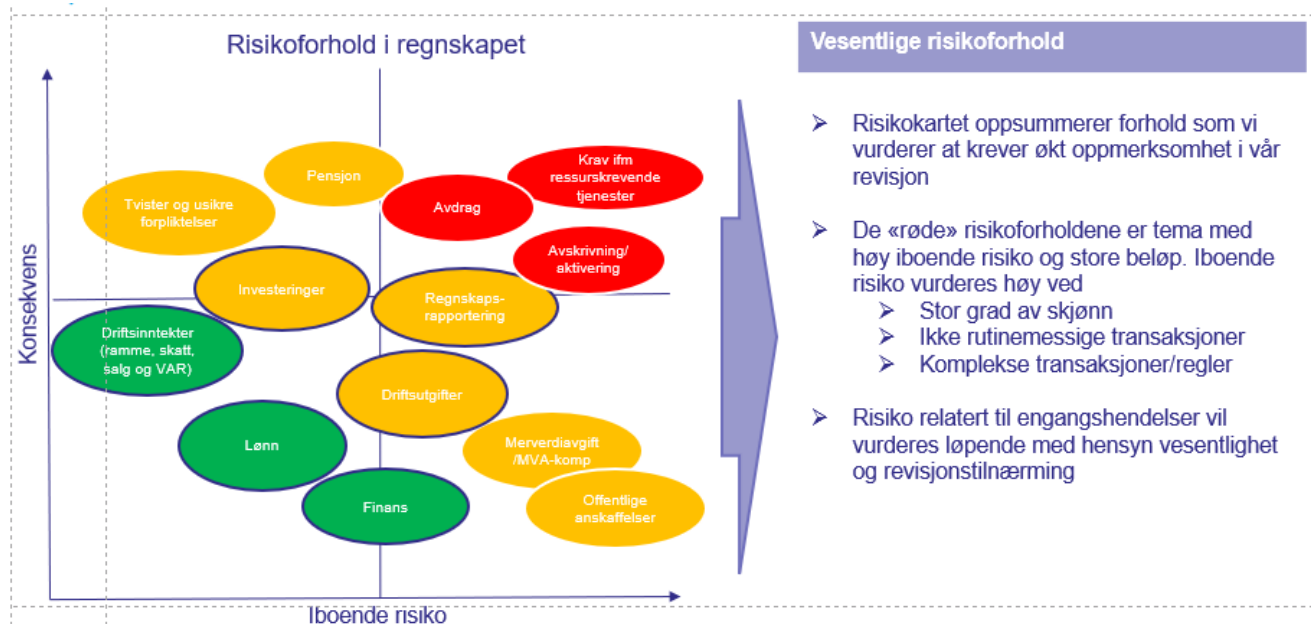 Risikoforhold i regnskapet
Konsekvens
Pensjon
Krav ifm
ressurskrevende
tjenester
Tvister og usikre
forpliktelser
Avdrag
Avskrivning/
aktivering
Investeringer
Regnskaps-
rapportering
Driftsinntekter
(ramme, skatt,
salg og VAR)
Driftsutgifter
Lønn
Merverdiavgift
/MVA-komp
Finans
Offentlige
anskaffelser
Iboende risiko
Vesentlige risikoforhold
➢ Risikokartet oppsummerer forhold som vi
vurderer at krever økt oppmerksomhet i vår
revisjon
➢ De «røde» risikoforholdene er tema med
høy iboende risiko og store beløp. Iboende
risiko vurderes høy ved
➢ Stor grad av skjønn
➢ Ikke rutinemessige transaksjoner
➢ Komplekse transaksjoner/regler
➢ Risiko relatert til engangshendelser vil
vurderes løpende med hensyn vesentlighet
og revisjonstilnærming